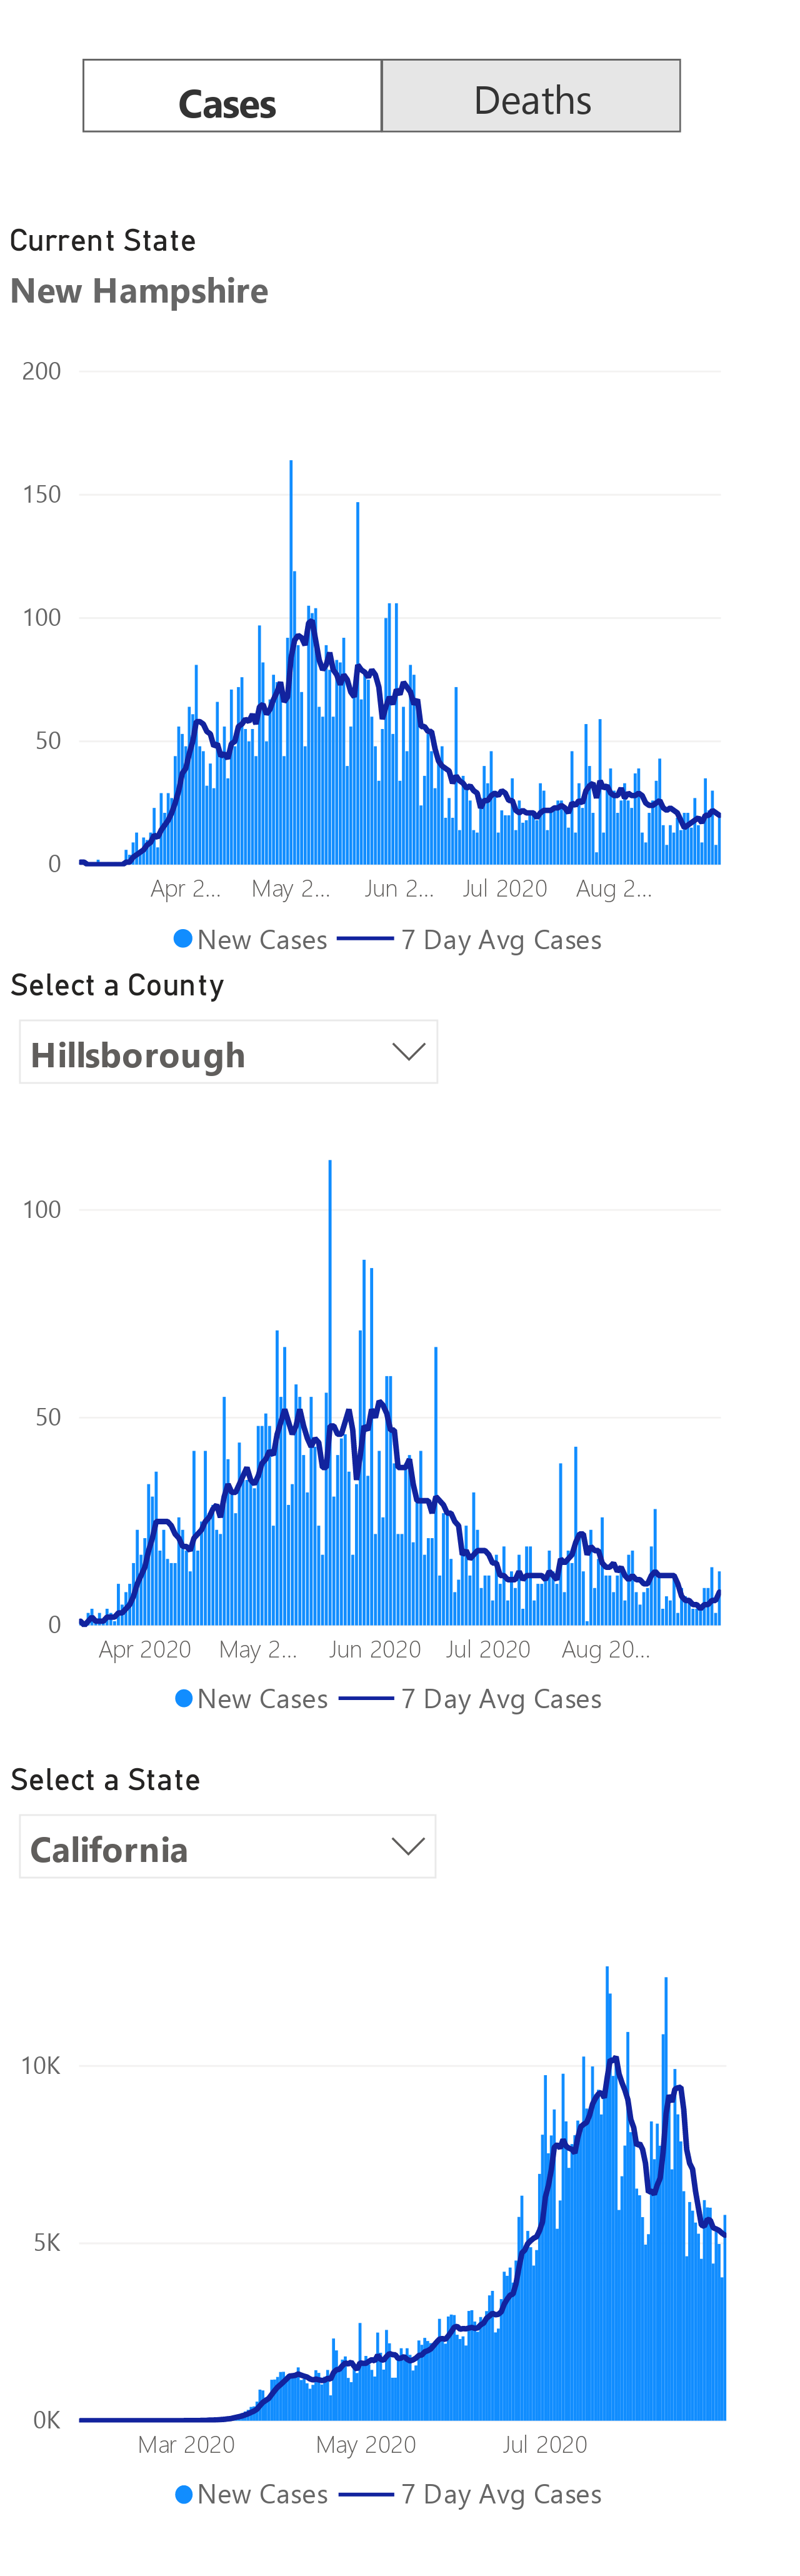 Cases Deaths
Current State
New Hampshire
200
150
100
50
0
Apr 2... May 2... Jun 2... Jul 2020 Aug 2...
New Cases 7 Day Avg Cases
Select a County
Hillsborough
100
50
0
Apr 2020 May 2... Jun 2020 Jul 2020 Aug 20...
New Cases 7 Day Avg Cases
Select a State
California
10K
5K
0K
Mar 2020 May 2020 Jul 2020
New Cases 7 Day Avg Cases